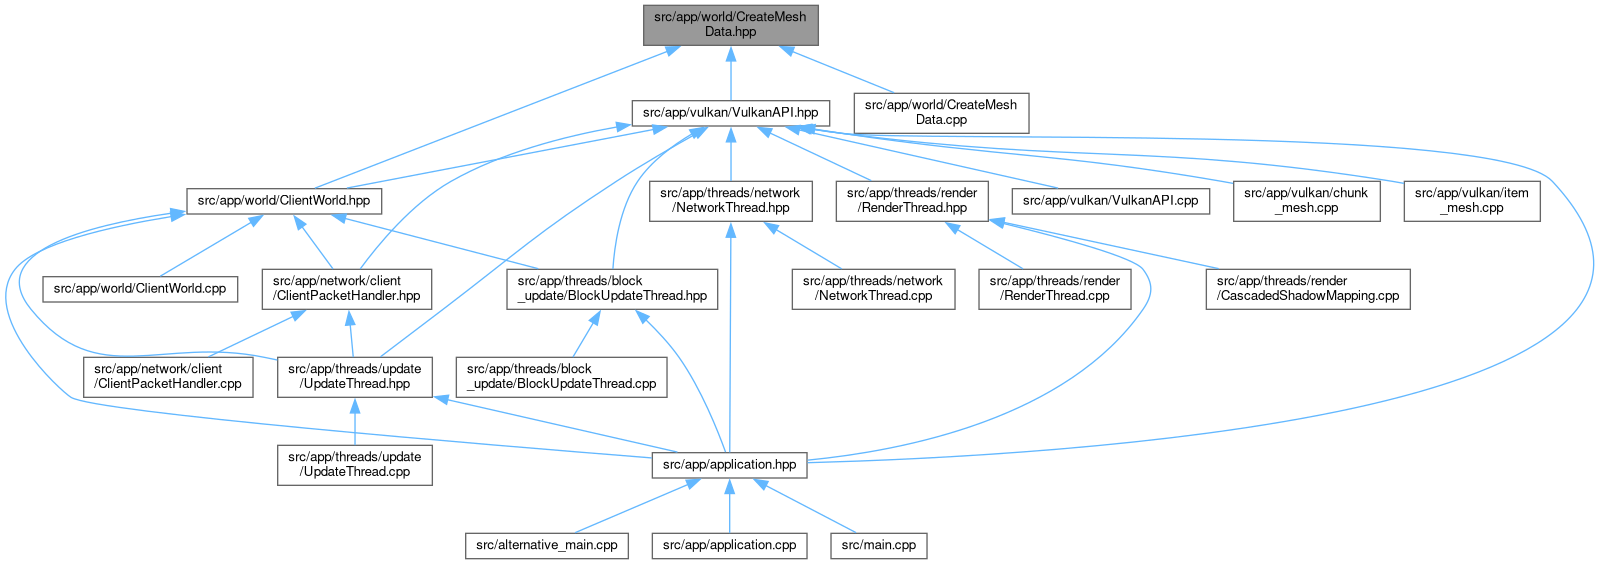 src/app/world/CreateMesh
Data.hpp
src/app/vulkan/VulkanAPI.hpp
src/app/world/CreateMesh
Data.cpp
src/app/world/ClientWorld.hpp
src/app/threads/network
/NetworkThread.hpp
src/app/threads/render
/RenderThread.hpp
src/app/vulkan/VulkanAPI.cpp
src/app/vulkan/chunk
_mesh.cpp
src/app/vulkan/item
_mesh.cpp
src/app/world/ClientWorld.cpp
src/app/network/client
/ClientPacketHandler.hpp
src/app/threads/block
_update/BlockUpdateThread.hpp
src/app/threads/network
/NetworkThread.cpp
src/app/threads/render
/RenderThread.cpp
src/app/threads/render
/CascadedShadowMapping.cpp
src/app/network/client
/ClientPacketHandler.cpp
src/app/threads/update
/UpdateThread.hpp
src/app/threads/block
_update/BlockUpdateThread.cpp
src/app/threads/update
/UpdateThread.cpp
src/app/application.hpp
src/alternative_main.cpp
src/app/application.cpp
src/main.cpp